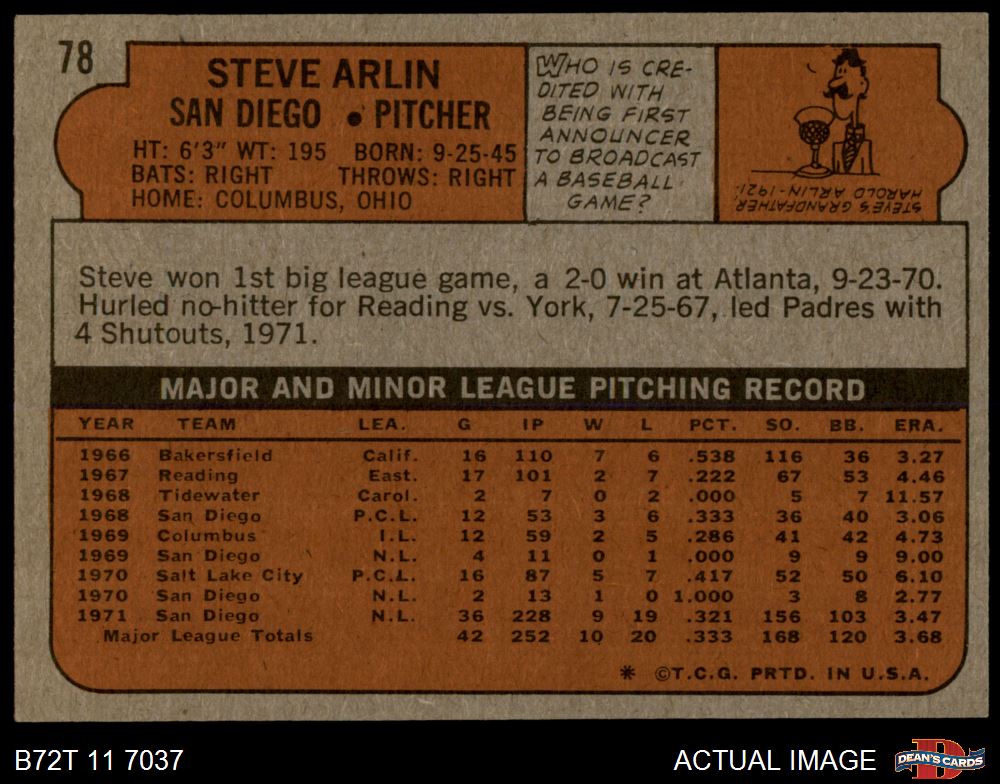 78
STEVE ARLIN
SAN DIEGO • PITCHER
HT: 6'3" WT: 195 BORN: 9-25-45
BATS: RIGHT THROWS: RIGHT
HOME: COLUMBUS, OHIO
WHO IS CRE-
DITED WITH
BEING FIRST
ANNOUNCER
TO BROADCAST
A BASEBALL
GAME?
STEVE'S GRANDFATHER
HAROLD ARLIN-1921.
Steve won 1st big league game, a 2-0 win at Atlanta, 9-23-70.
Hurled no-hitter for Reading vs. York, 7-25-67, led Padres with
4 Shutouts, 1971.
MAJOR AND MINOR LEAGUE PITCHING RECORD
YEAR TEAM LEA. G IP W L PCT. SO. BB. ERA.
1966 Bakersfield Calif. 16 110 7 6 .538 116 36 3.27
1967 Reading East. 17 101 2 7 .222 67 53 4.46
1968 Tidewater Carol. 2 7 0 2 .000 5 7 11.57
1968 San Diego P.C.L. 12 53 3 6 .333 36 40 3.06
1969 Columbus I.L. 12 59 2 5 .286 41 42 4.73
1969 San Diego N.L. 4 11 0 1 .000 9 9 9.00
1970 Salt Lake City P.C.L. 16 87 5 7 .417 52 50 6.10
1970 San Diego N.L. 2 13 1 0 1.000 3 8 2.77
1971 San Diego N.L. 36 228 9 19 .321 156 103 3.47
Major League Totals 42 252 10 20 .333 168 120 3.68
* ©T.C.G. PRTD. IN U.S.A.
B72T 11 7037
ACTUAL IMAGE
D
DEAN'S CARDS